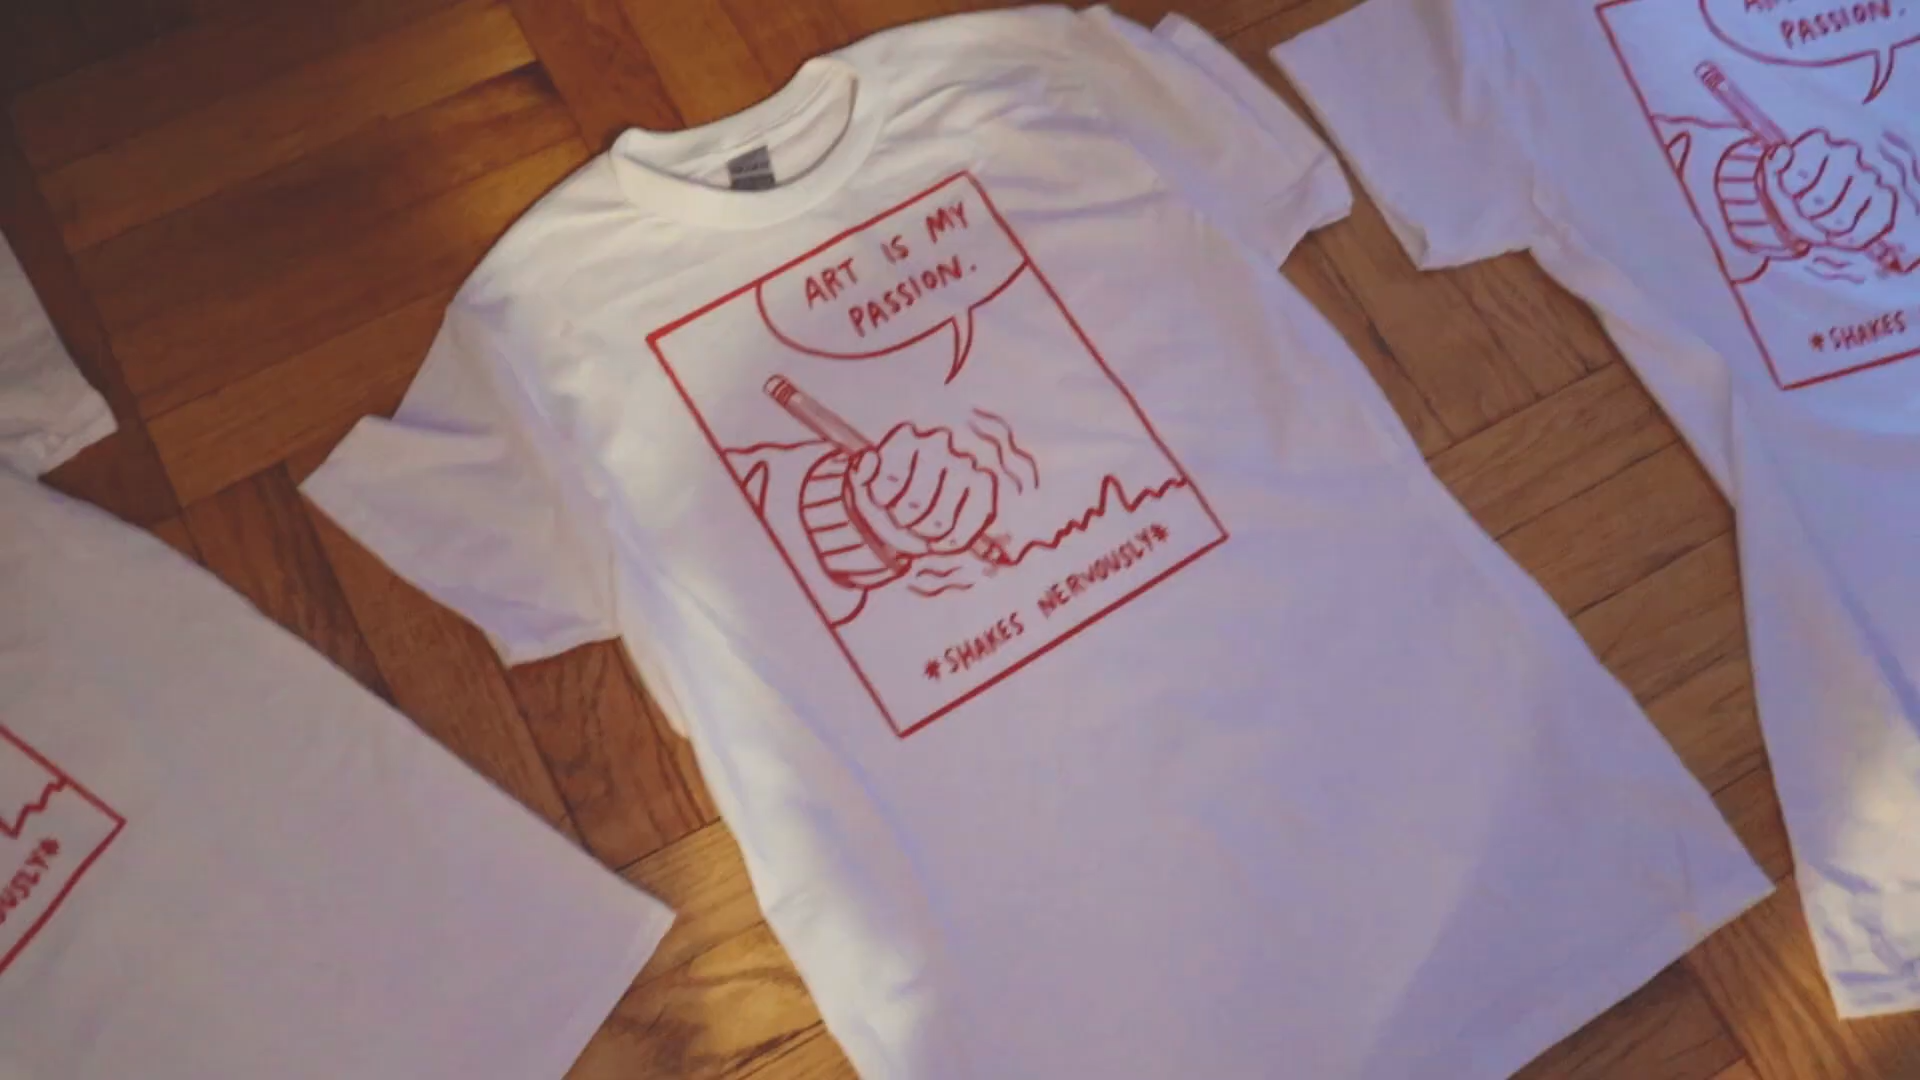 ART IS MY
PASSION.
*SHAKES NERVOUSLY*
PASSION.
*SHAKES